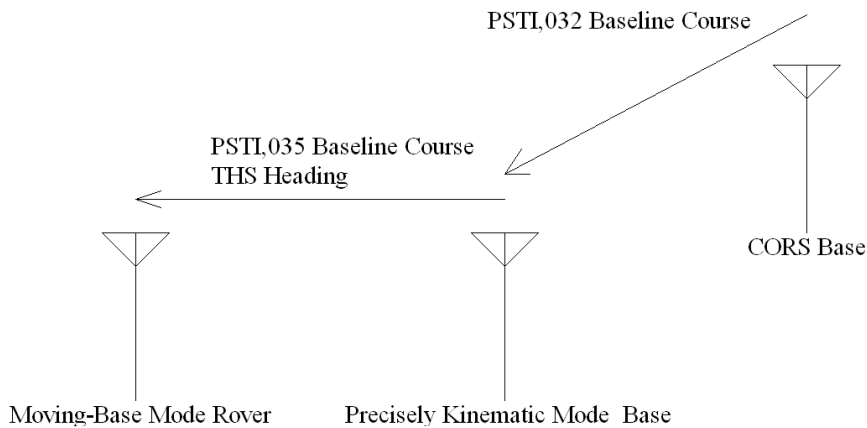 PSTI,032 Baseline Course
PSTI,035 Baseline Course
THS Heading
CORS Base
Moving-Base Mode Rover
Precisely Kinematic Mode  Base